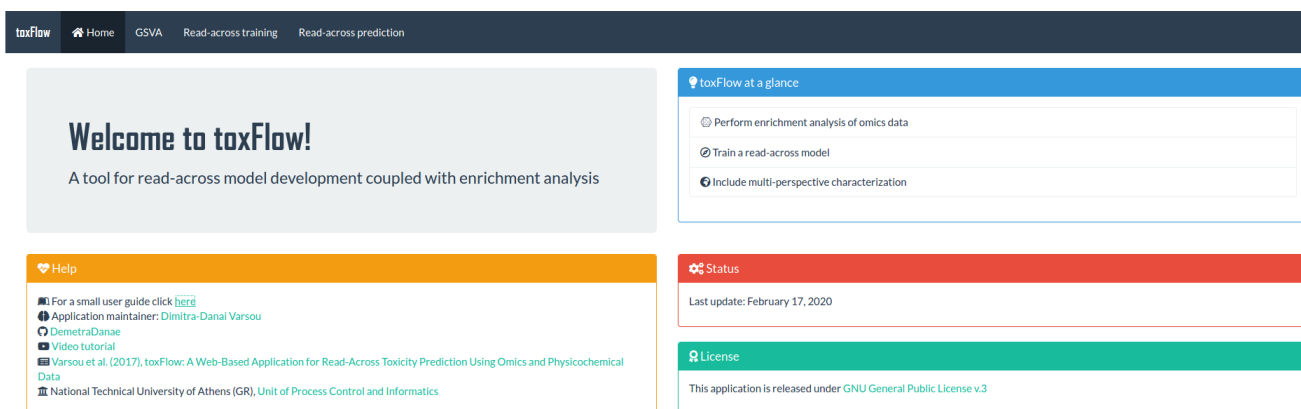 toxFlow Home GSVA Read-across training Read-across prediction
Welcome to toxFlow!
A tool for read-across model development coupled with enrichment analysis
toxFlow at a glance
Perform enrichment analysis of omics data
Train a read-across model
Include multi-perspective characterization
Help
For a small user guide click here
Application maintainer: Dimitra-Danai Varsou
DemetraDanae
Video tutorial
Varsou et al. (2017), toxFlow: A Web-Based Application for Read-Across Toxicity Prediction Using Omics and Physicochemical
Data
National Technical University of Athens (GR), Unit of Process Control and Informatics
Status
Last update: February 17, 2020
License
This application is released under GNU General Public License v.3